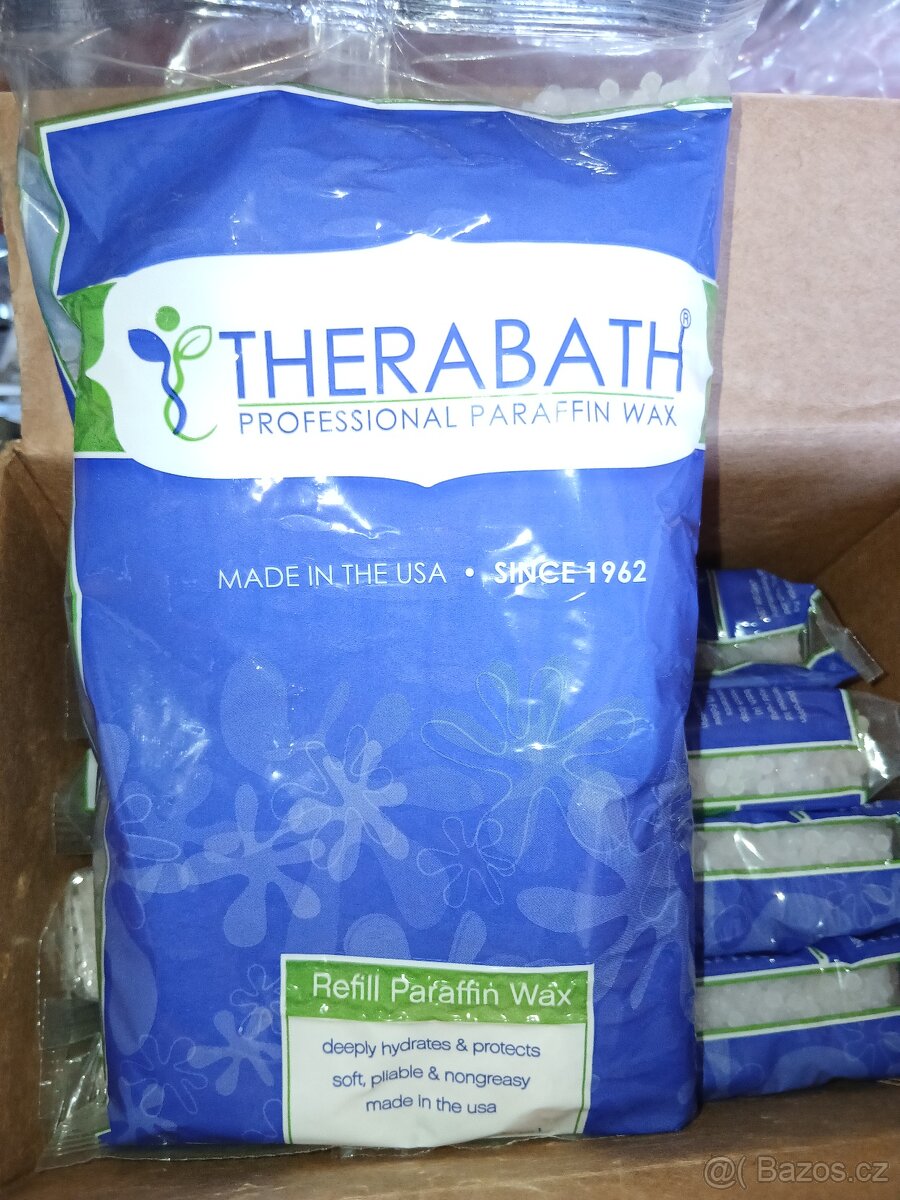 THERABATH®
PROFESSIONAL PARAFFIN WAX
MADE IN THE USA • SINCE 1962
Refill Paraffin Wax
deeply hydrates & protects
soft, pliable & nongreasy
made in the usa
@( Bazos.cz